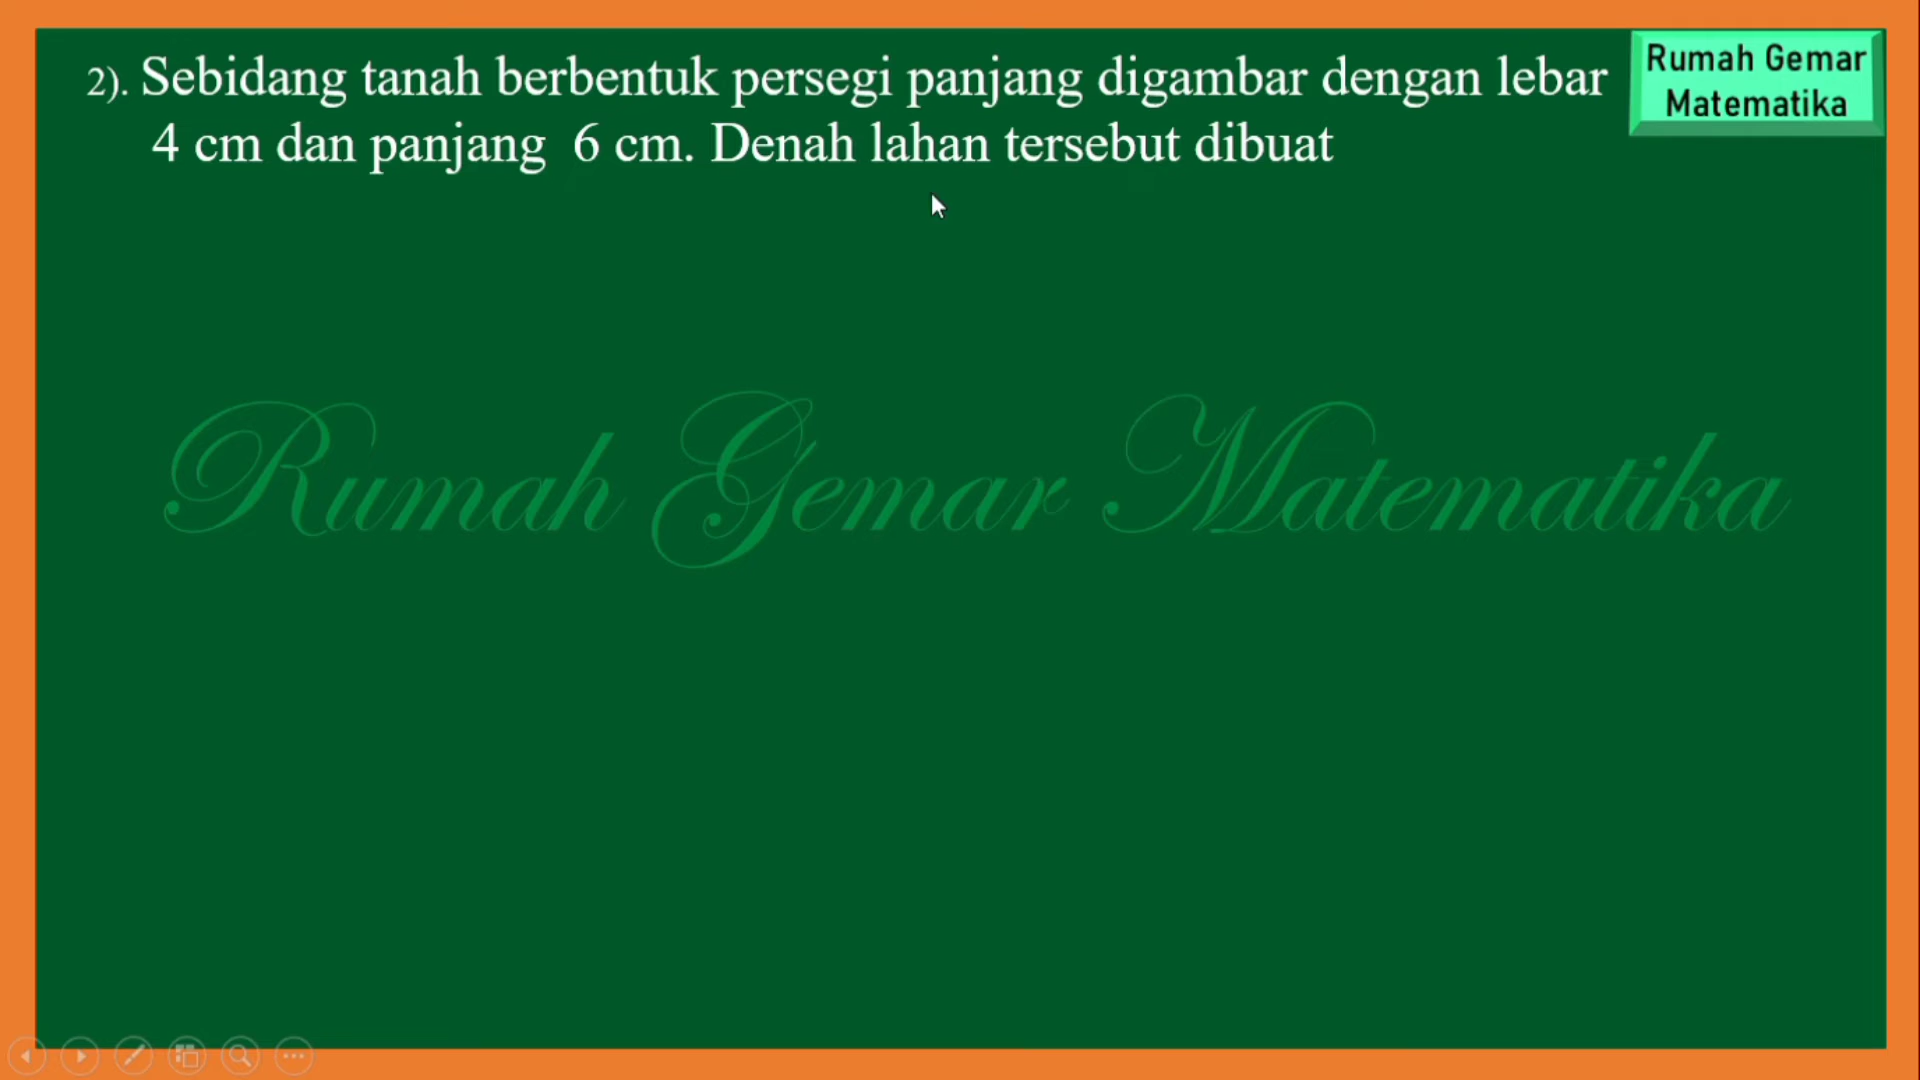 2). Sebidang tanah berbentuk persegi panjang digambar dengan lebar
4 cm dan panjang 6 cm. Denah lahan tersebut dibuat
Rumah Gemar
Matematika
Rumah Gemar Matematika